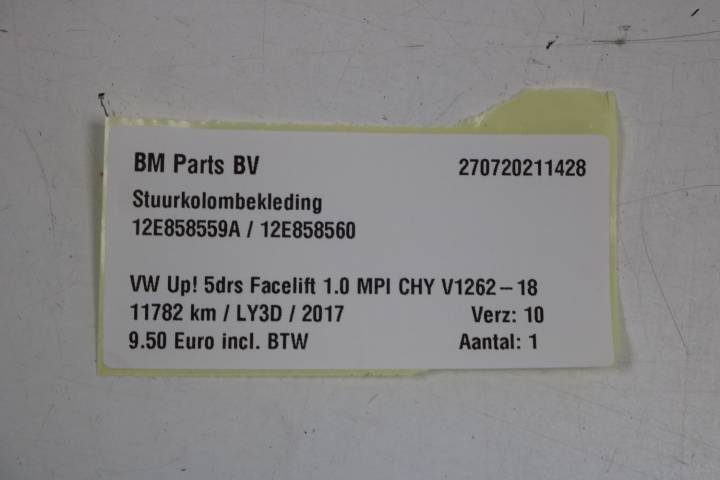 BM Parts BV 270720211428
Stuurkolombekleding
12E858559A / 12E858560
VW Up! 5drs Facelift 1.0 MPI CHY V1262–18
11782 km / LY3D / 2017 Verz: 10
9.50 Euro incl. BTW Aantal: 1